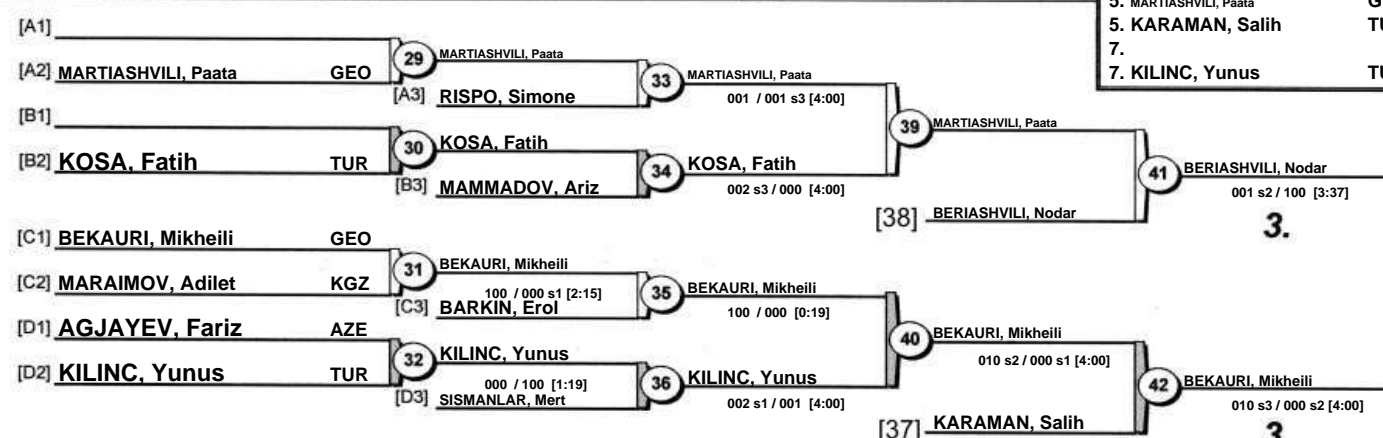 5. MARTIASHVILI, Paata
5. KARAMAN, Salih
7.
7. KILINC, Yunus
[A1]
[A2] MARTIASHVILI, Paata GEO
29
MARTIASHVILI, Paata
[A3] RISPO, Simone
33
MARTIASHVILI, Paata
001 / 001 s3 [4:00]
[B1]
[B2] KOSA, Fatih TUR
30
KOSA, Fatih
[B3] MAMMADOV, Ariz
34
KOSA, Fatih
002 s3 / 000 [4:00]
39
MARTIASHVILI, Paata
[38] BERIASHVILI, Nodar
41
BERIASHVILI, Nodar
001 s2 / 100 [3:37]
3.
[C1] BEKAURI, Mikheili GEO
[C2] MARAIMOV, Adilet KGZ
31
BEKAURI, Mikheili
100 / 000 s1 [2:15]
[C3] BARKIN, Erol
35
BEKAURI, Mikheili
100 / 000 [0:19]
[D1] AGJAYEV, Fariz AZE
[D2] KILINC, Yunus TUR
32
KILINC, Yunus
000 / 100 [1:19]
[D3] SISMANLAR, Mert
36
KILINC, Yunus
002 s1 / 001 [4:00]
40
BEKAURI, Mikheili
010 s2 / 000 s1 [4:00]
[37] KARAMAN, Salih
42
BEKAURI, Mikheili
010 s3 / 000 s2 [4:00]
3